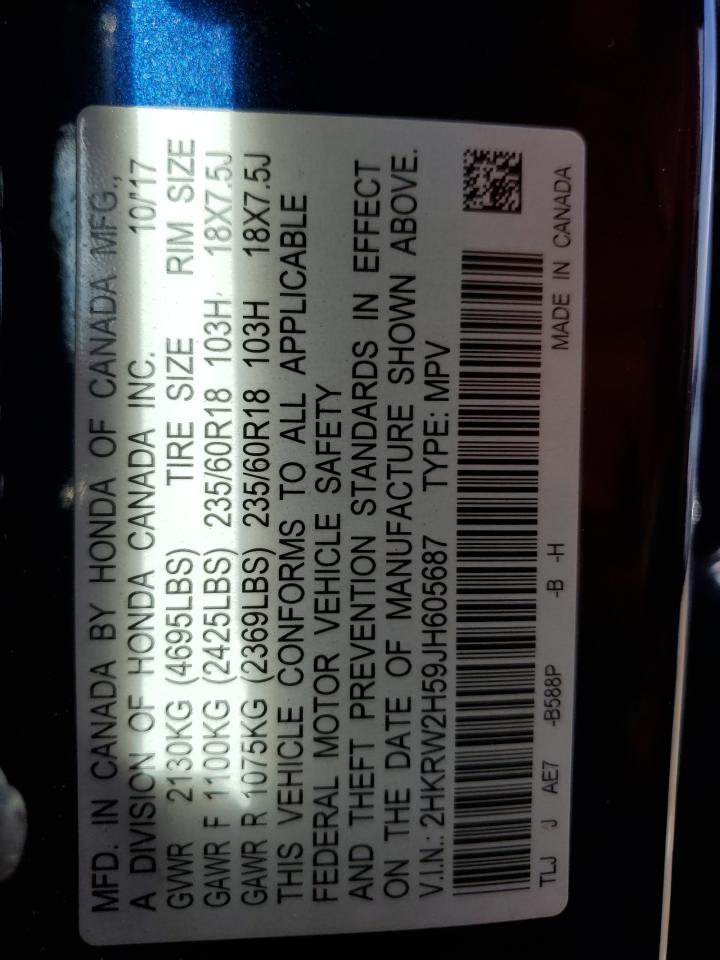 MFD. IN CANADA BY HONDA OF CANADA MFG.,
A DIVISION OF HONDA CANADA INC. 10/'17
GVWR 2130KG (4695LBS) TIRE SIZE RIM SIZE
GAWR F 1100KG (2425LBS) 235/60R18 103H 18X7.5J
GAWR R 1075KG (2369LBS) 235/60R18 103H 18X7.5J
THIS VEHICLE CONFORMS TO ALL APPLICABLE
FEDERAL MOTOR VEHICLE SAFETY
AND THEFT PREVENTION STANDARDS IN EFFECT
ON THE DATE OF MANUFACTURE SHOWN ABOVE.
V.I.N.: 2HKRW2H59JH605687 TYPE: MPV
TLJ J AE7 -B588P -B -H MADE IN CANADA